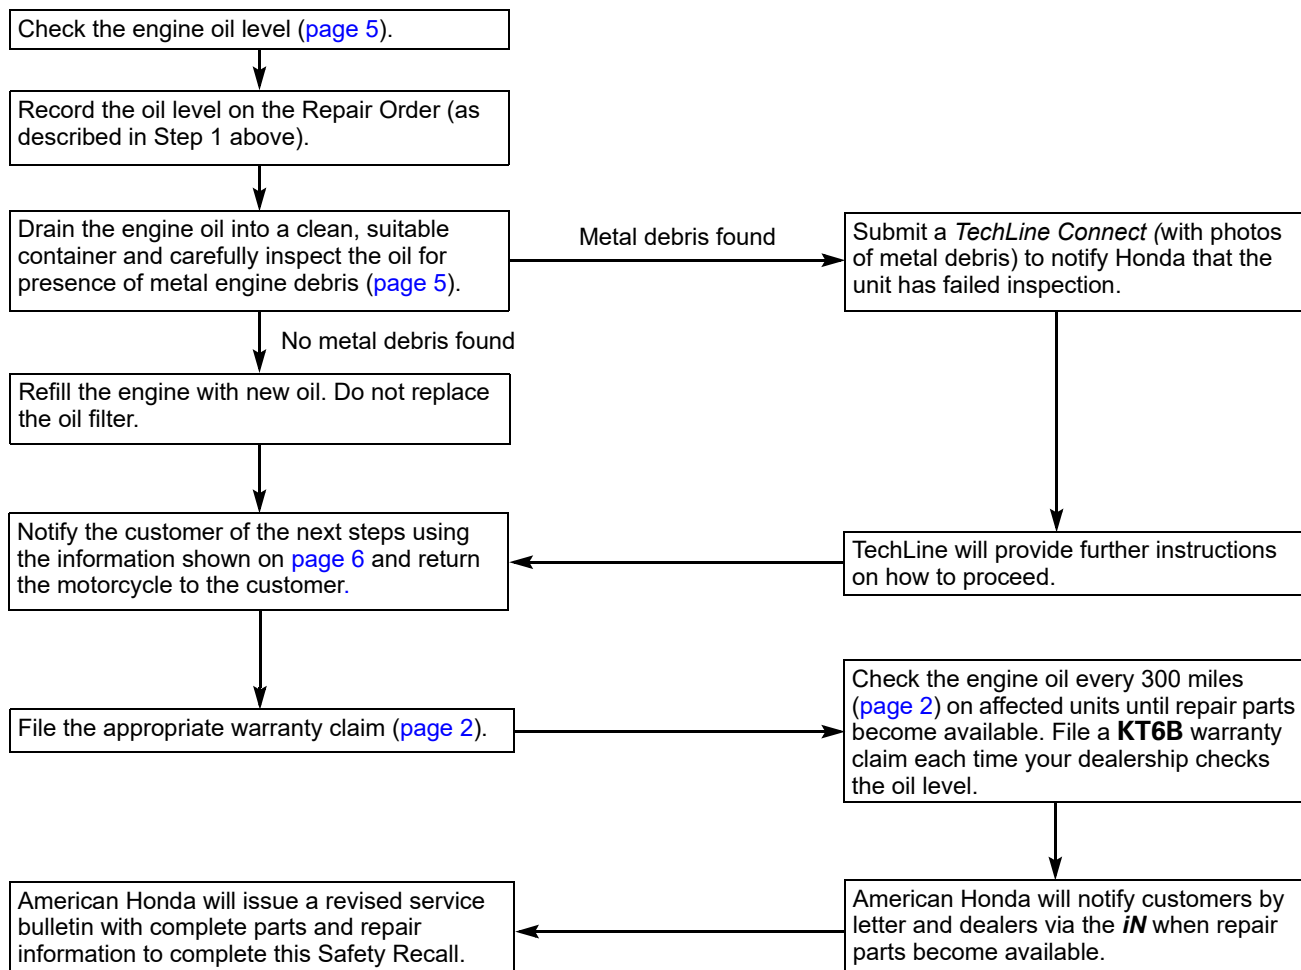 Check the engine oil level (page 5).
Record the oil level on the Repair Order (as
described in Step 1 above).
Drain the engine oil into a clean, suitable
container and carefully inspect the oil for
presence of metal engine debris (page 5).
Metal debris found
Submit a TechLine Connect (with photos
of metal debris) to notify Honda that the
unit has failed inspection.
No metal debris found
Refill the engine with new oil. Do not replace
the oil filter.
Notify the customer of the next steps using
the information shown on page 6 and return
the motorcycle to the customer.
TechLine will provide further instructions
on how to proceed.
File the appropriate warranty claim (page 2).
Check the engine oil every 300 miles
(page 2) on affected units until repair parts
become available. File a KT6B warranty
claim each time your dealership checks
the oil level.
American Honda will notify customers by
letter and dealers via the iN when repair
parts become available.
American Honda will issue a revised service
bulletin with complete parts and repair
information to complete this Safety Recall.